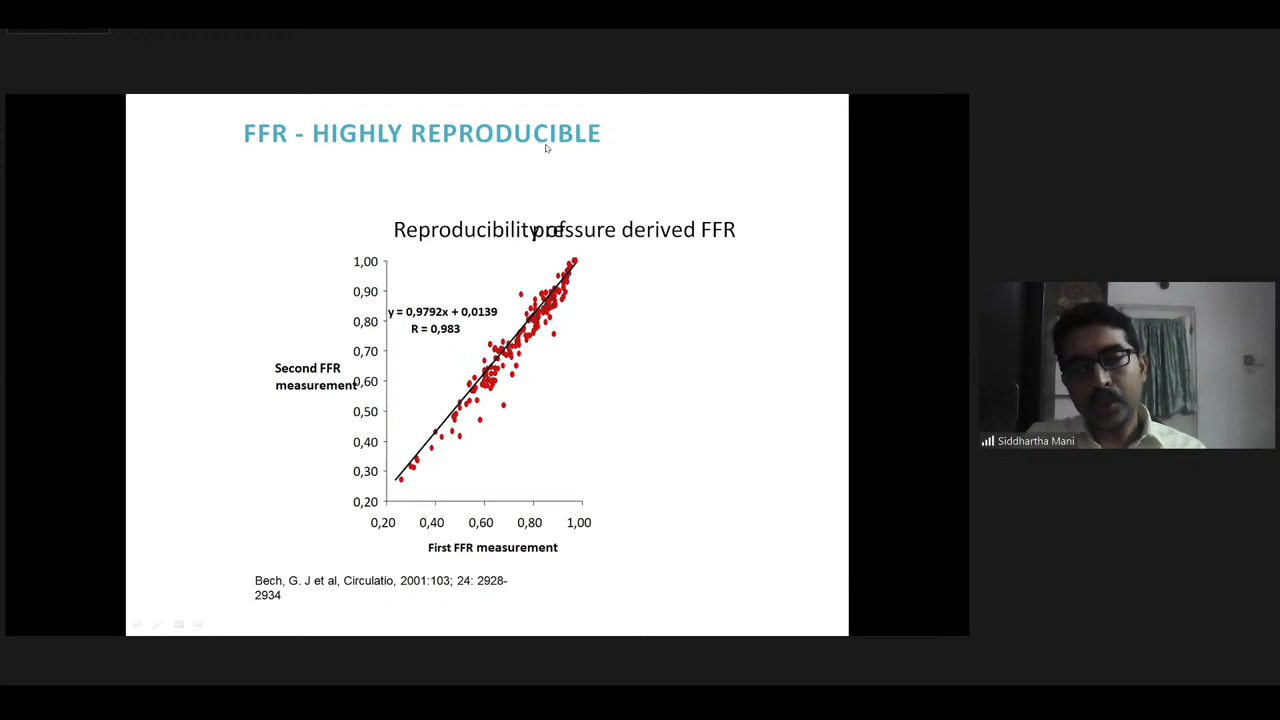 FFR - HIGHLY REPRODUCIBLE
Reproducibility of pressure derived FFR
1,00
0,90
y = 0,9792x + 0,0139
0,80
R = 0,983
0,70
Second FFR
measurement
0,60
0,50
0,40
0,30
0,20
0,20 0,40 0,60 0,80 1,00
First FFR measurement
Bech, G. J et al, Circulatio, 2001:103; 24: 2928-
2934
Siddhartha Mani